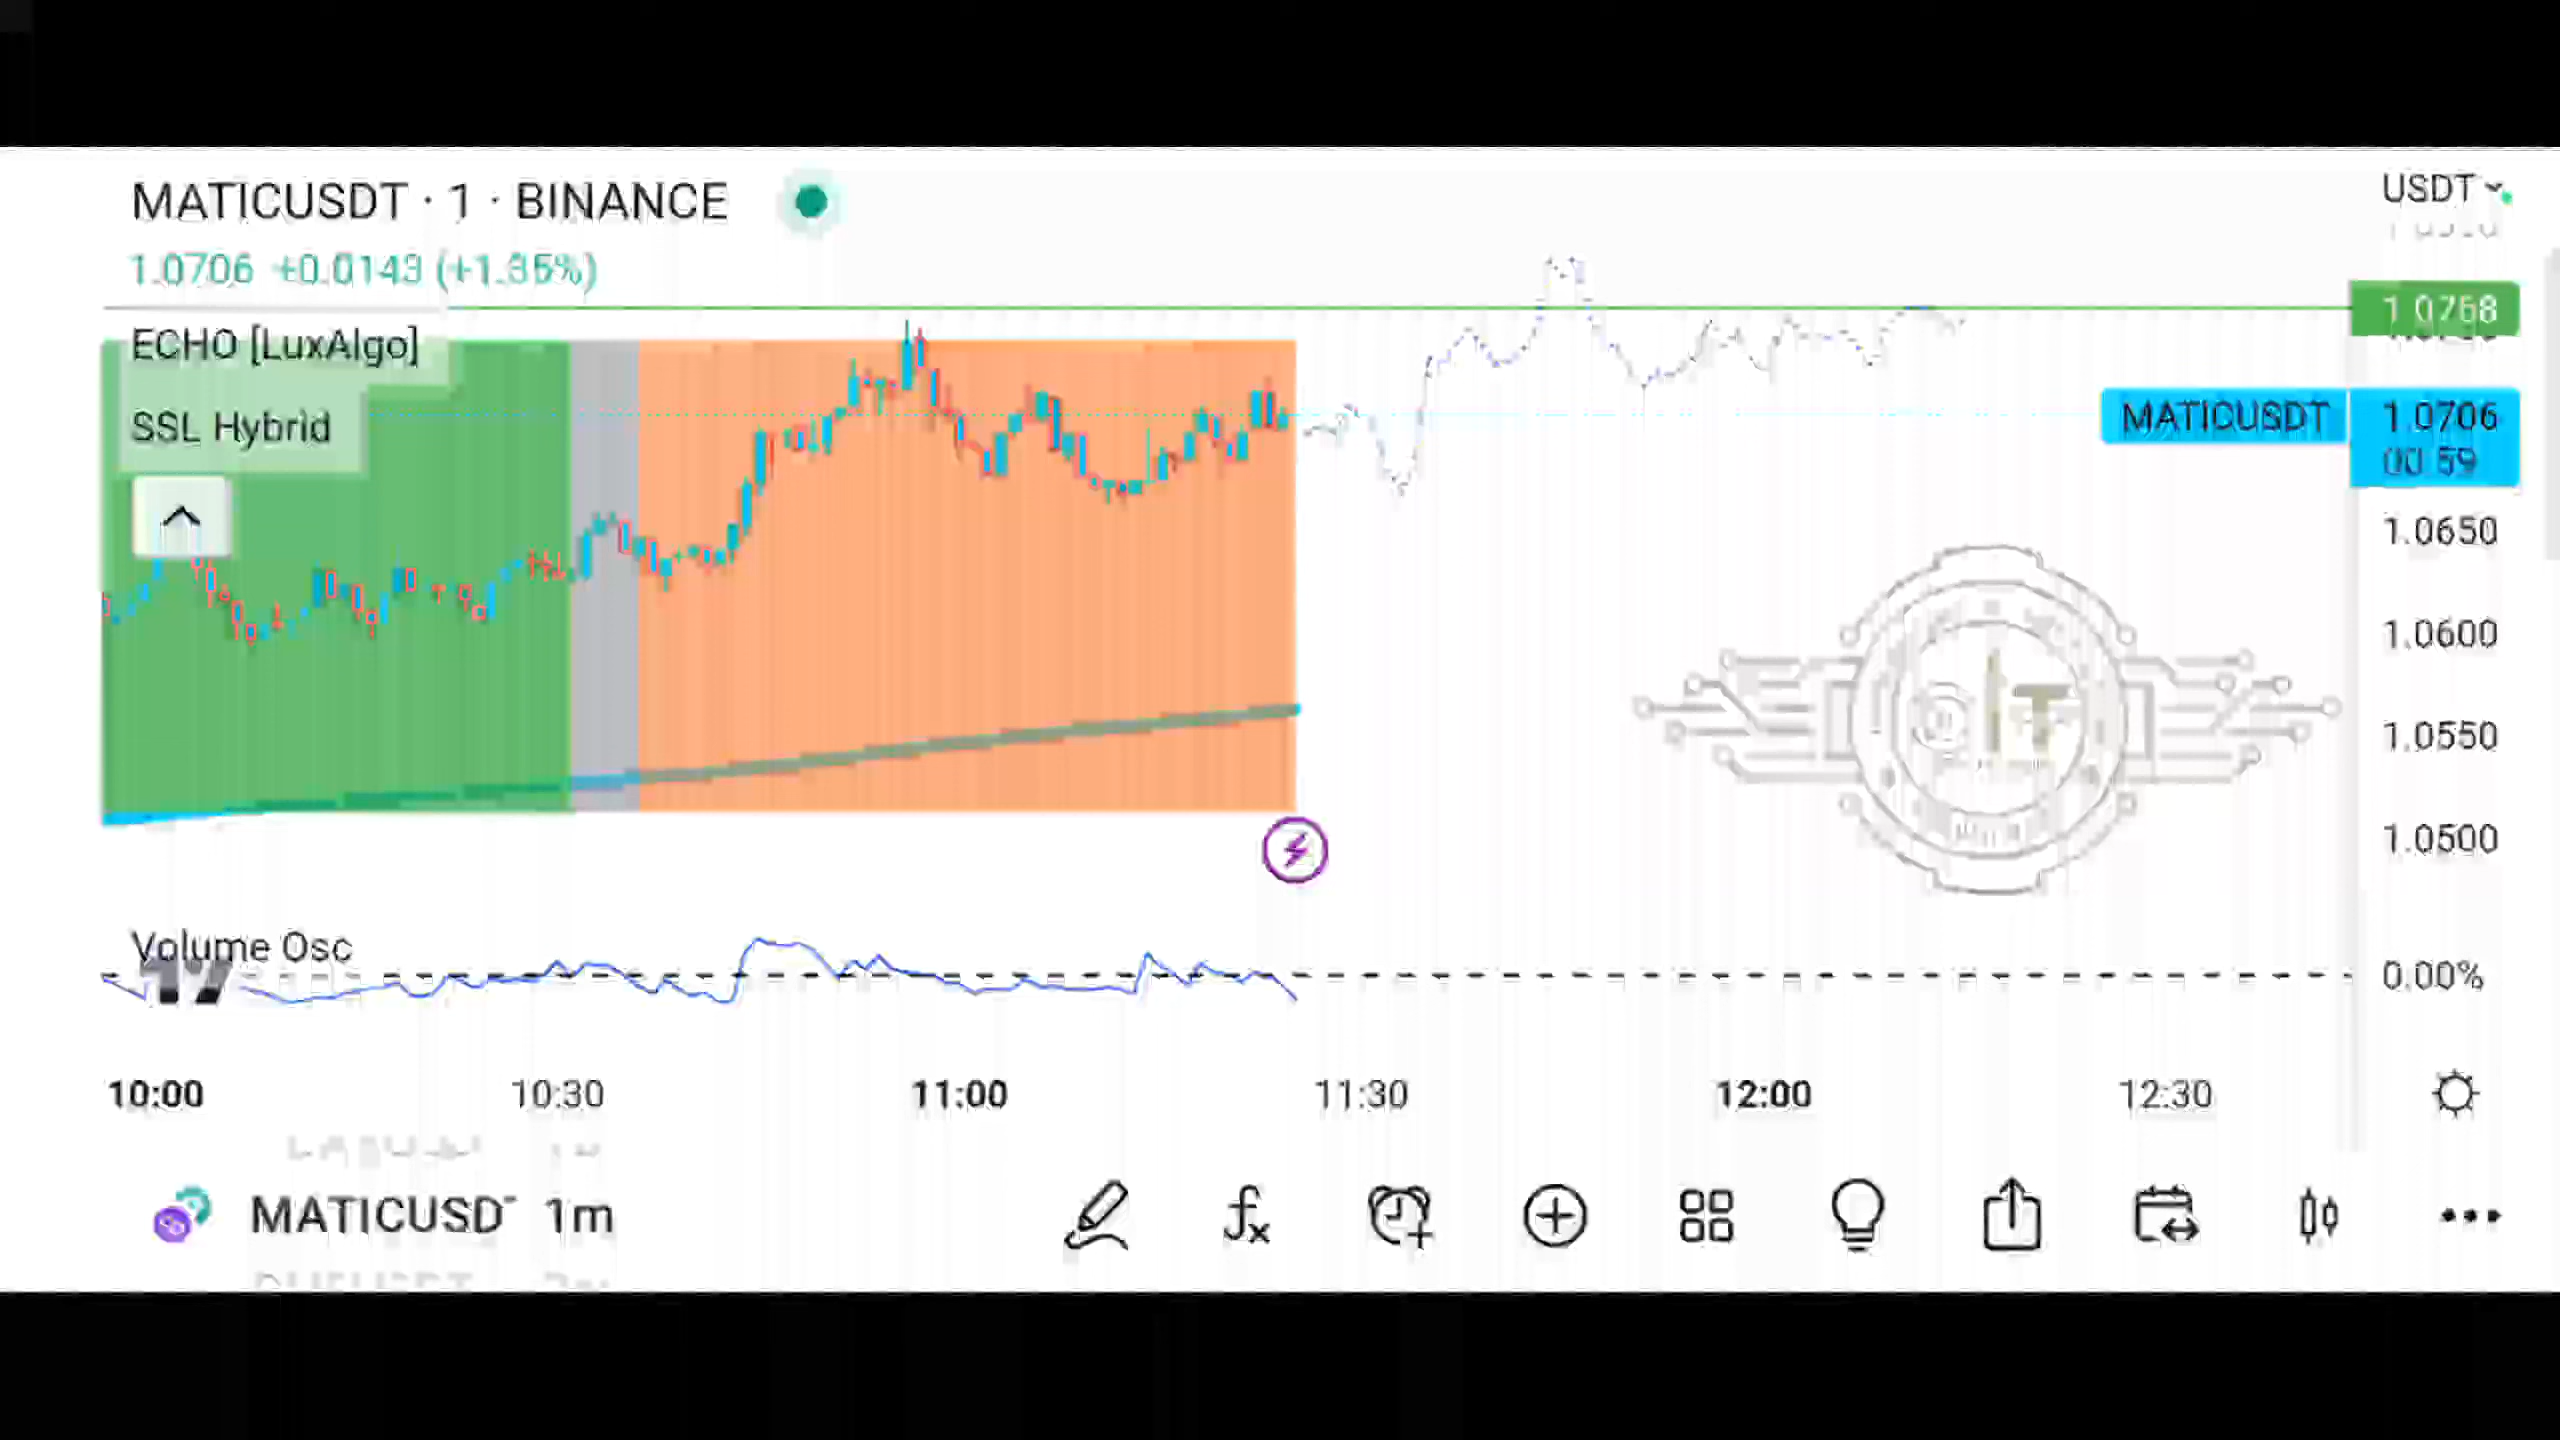 MATICUSDT · 1 · BINANCE
USDT
1.0706 +0.0143 (+1.35%)
1.0768
ECHO [LuxAlgo]
MATICUSDT 1.0706
00:59
SSL Hybrid
1.0650
1.0600
1.0550
1.0500
Volume Osc
0.00%
10:00 10:30 11:00 11:30 12:00 12:30
MATICUSD 1m